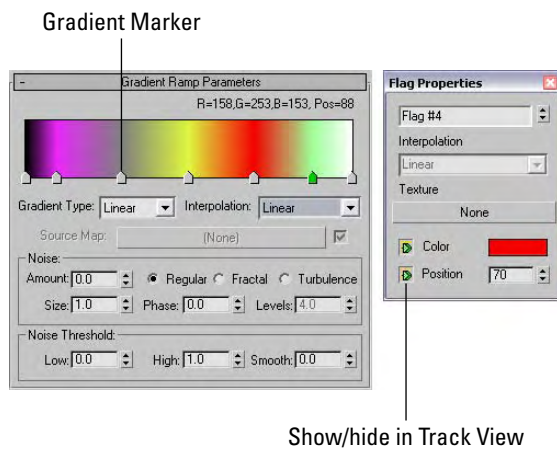 Gradient Marker
- Gradient Ramp Parameters
R=158,G=253,B=153, Pos=88
Gradient Type: Linear Interpolation: Linear
Source Map: (None)
Noise:
Amount: 0.0 Regular Fractal Turbulence
Size: 1.0 Phase: 0.0 Levels: 4.0
Noise Threshold:
Low: 0.0 High: 1.0 Smooth: 0.0
Flag Properties
Flag #4
Interpolation
Linear
Texture
None
Color
Position 70
Show/hide in Track View